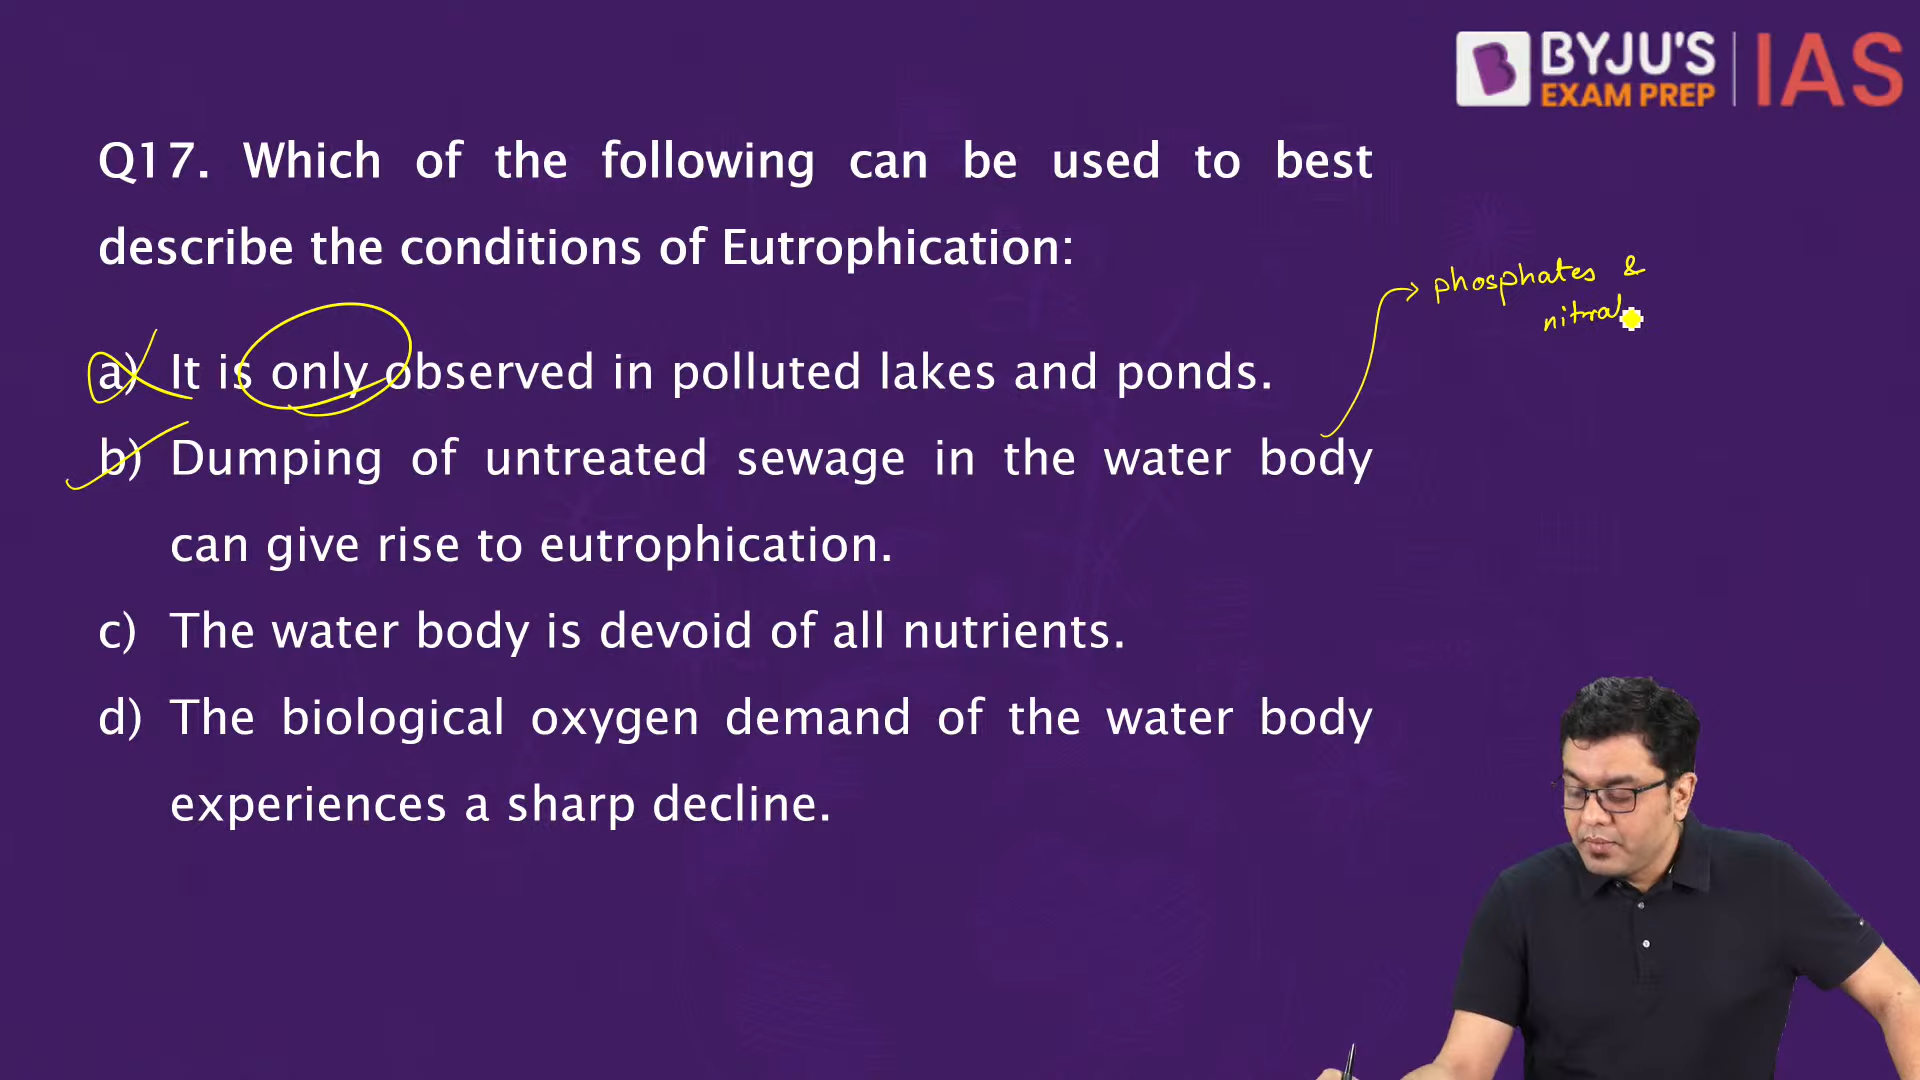 BYJU'S
EXAM PREP
IAS
Q17. Which of the following can be used to best
describe the conditions of Eutrophication:
phosphates &
nitra
a) It is only observed in polluted lakes and ponds.
b) Dumping of untreated sewage in the water body
can give rise to eutrophication.
c) The water body is devoid of all nutrients.
d) The biological oxygen demand of the water body
experiences a sharp decline.